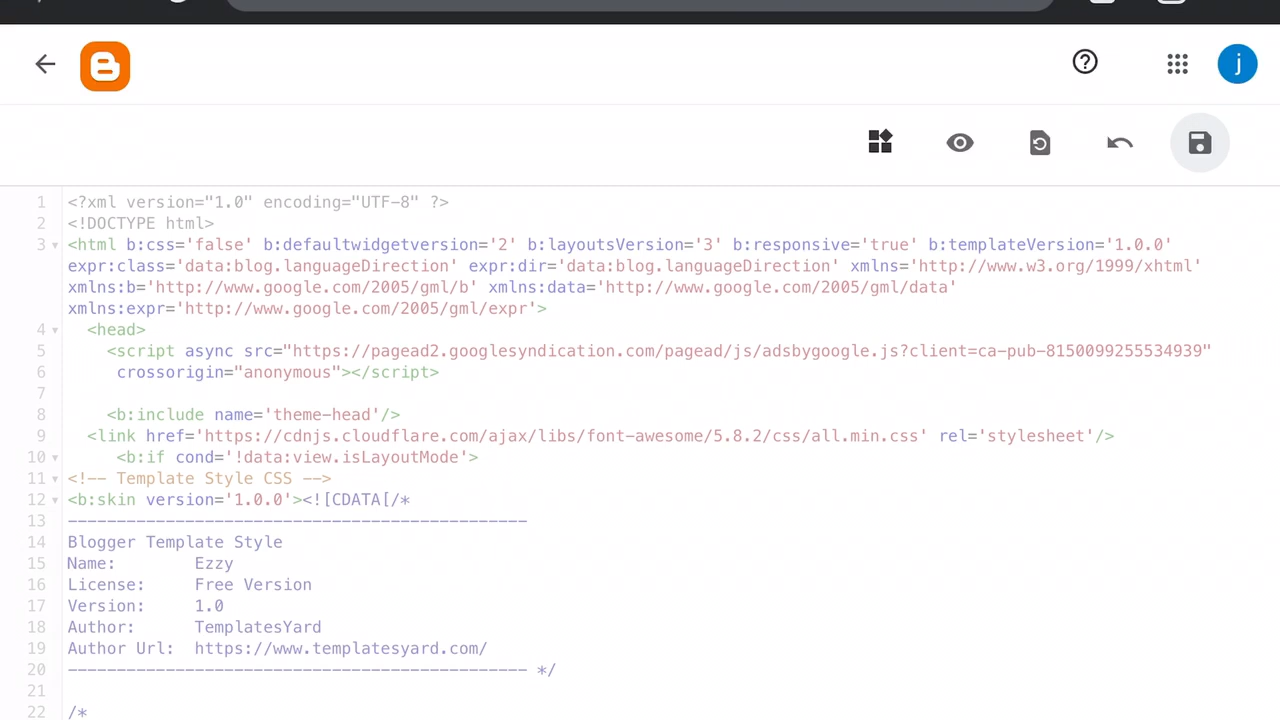 j
1 <?xml version="1.0" encoding="UTF-8" ?>
2 <!DOCTYPE html>
3 <html b:css='false' b:defaultwidgetversion='2' b:layoutsVersion='3' b:responsive='true' b:templateVersion='1.0.0'
expr:class='data:blog.languageDirection' expr:dir='data:blog.languageDirection' xmlns='http://www.w3.org/1999/xhtml'
xmlns:b='http://www.google.com/2005/gml/b' xmlns:data='http://www.google.com/2005/gml/data'
xmlns:expr='http://www.google.com/2005/gml/expr'>
4 <head>
5 <script async src="https://pagead2.googlesyndication.com/pagead/js/adsbygoogle.js?client=ca-pub-8150099255534939"
6 crossorigin="anonymous"></script>
7
8 <b:include name='theme-head'/>
9 <link href='https://cdnjs.cloudflare.com/ajax/libs/font-awesome/5.8.2/css/all.min.css' rel='stylesheet'/>
10 <b:if cond='!data:view.isLayoutMode'>
11 <!-- Template Style CSS -->
12 <b:skin version='1.0.0'><![CDATA[/*
13 -----------------------------------------------
14 Blogger Template Style
15 Name: Ezzy
16 License: Free Version
17 Version: 1.0
18 Author: TemplatesYard
19 Author Url: https://www.templatesyard.com/
20 ----------------------------------------------- */
21
22 /*